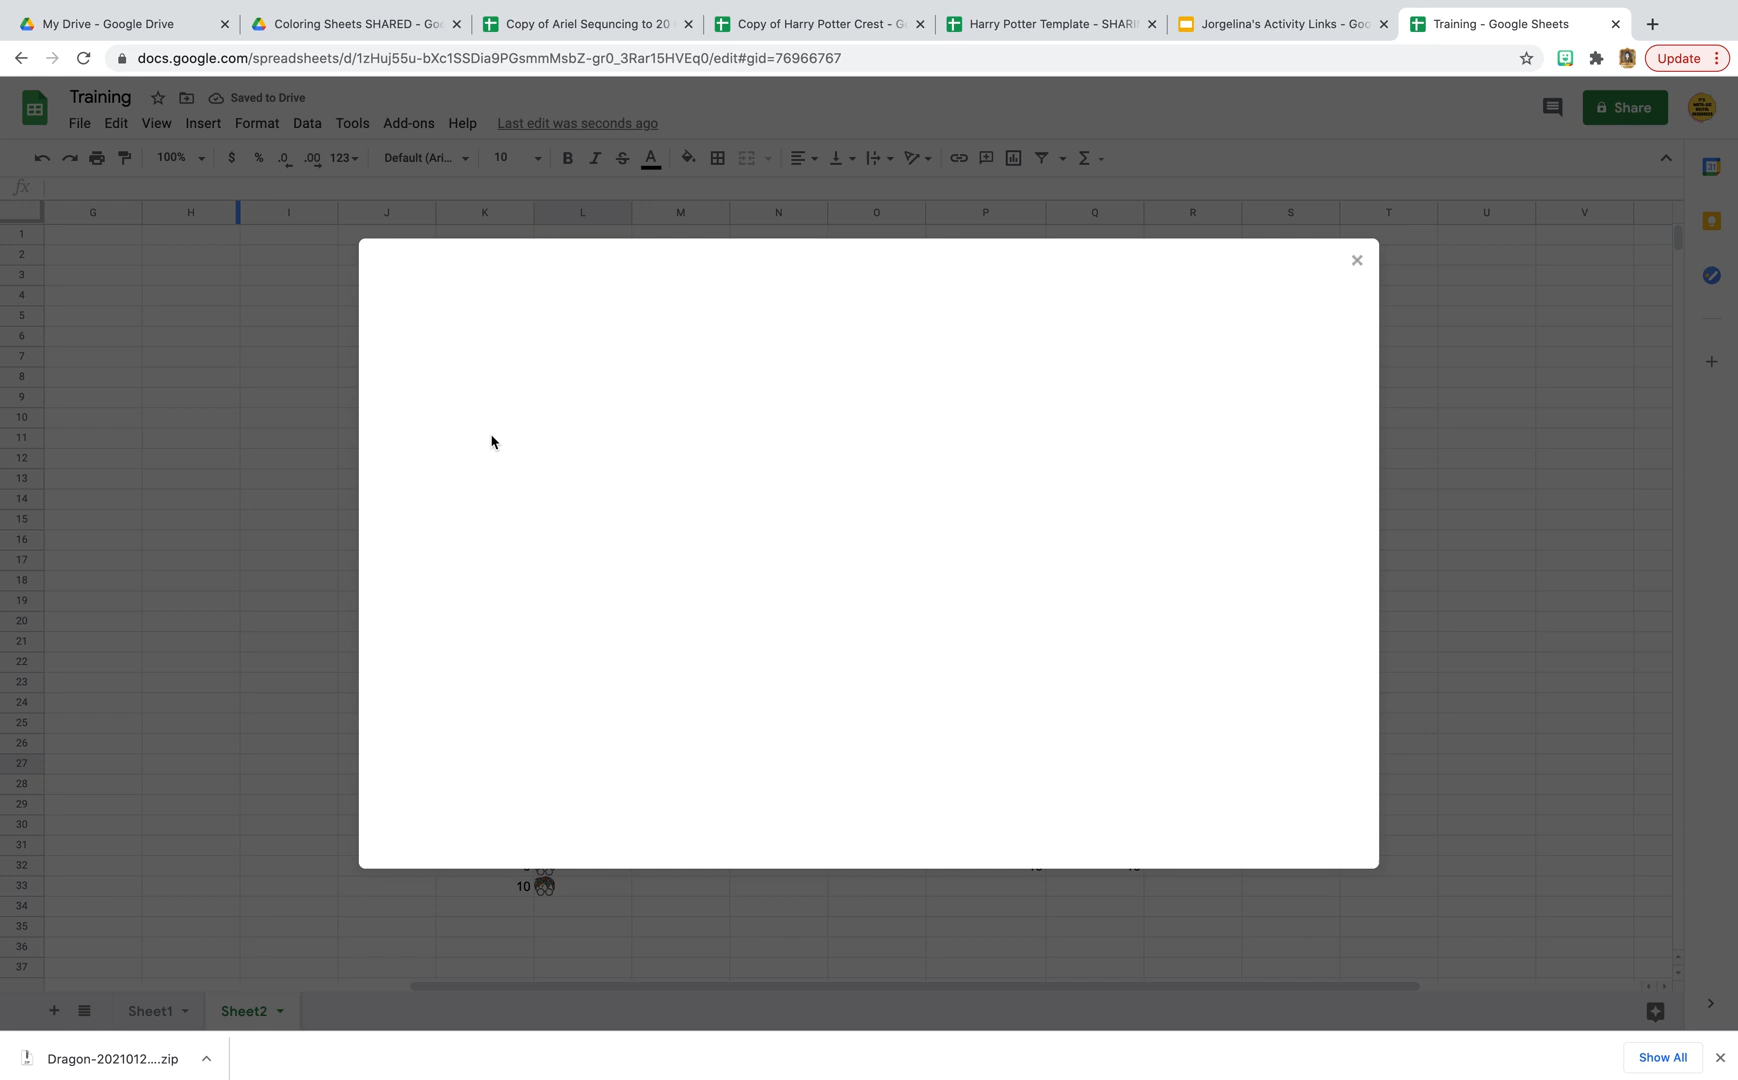 My Drive - Google Drive
Coloring Sheets SHARED - Goo
Copy of Ariel Sequncing to 20
Copy of Harry Potter Crest - G
Harry Potter Template - SHARI
Jorgelina's Activity Links - Goo
Training - Google Sheets
docs.google.com/spreadsheets/d/1zHuj55u-bXc1SSDia9PGsmmMsbZ-gr0_3Rar15HVEq0/edit#gid=76966767
Update
Training
Saved to Drive
File Edit View Insert Format Data Tools Add-ons Help Last edit was seconds ago
Share
100% $ % .0 .00 123 Default (Ari... 10 B I S A
fx
G H I J K L M N O P Q R S T U V
1
2
3
4
5
6
7
8
9
10
11
12
13
14
15
16
17
18
19
20
21
22
23
24
25
26
27
28
29
30
31
32
33 10
34
35
36
37
Sheet1 Sheet2
Dragon-2021012....zip
Show All